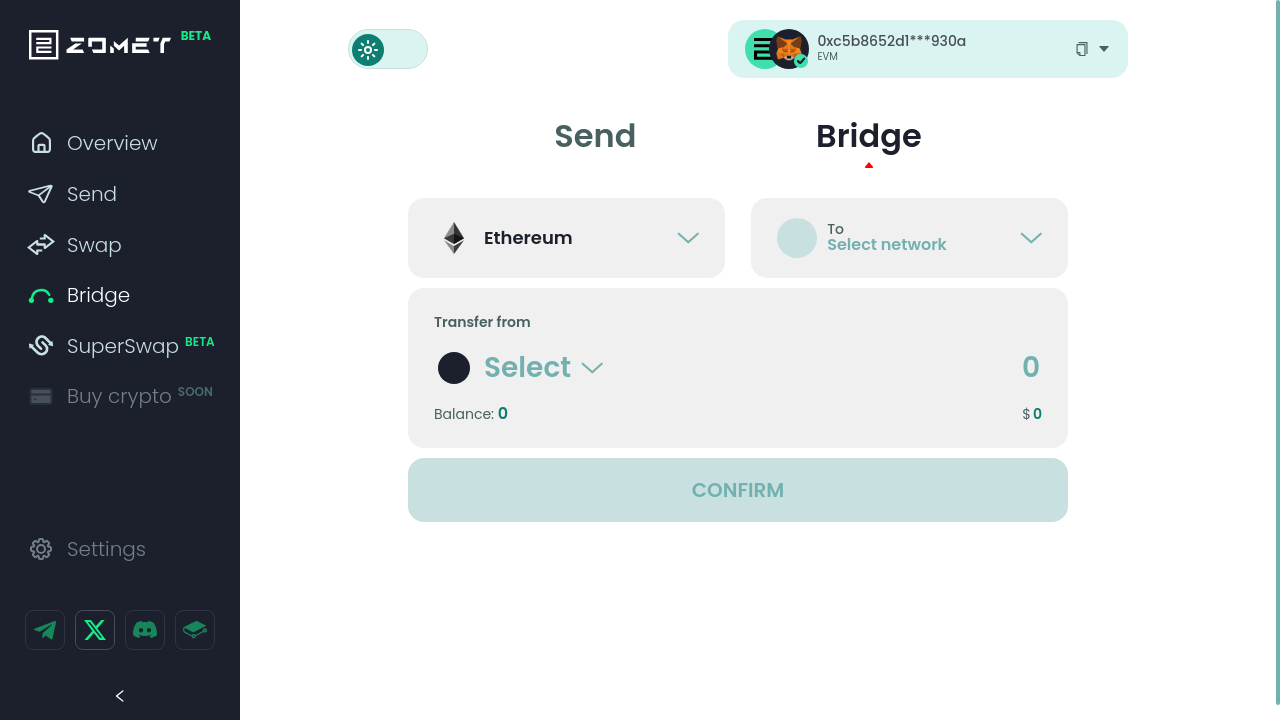 ZOMET BETA
Overview
Send
Swap
Bridge
SuperSwap BETA
Buy crypto SOON
Settings
0xc5b8652d1***930a
EVM
Send
Bridge
Ethereum
To
Select network
Transfer from
Select
0
Balance: 0
$ 0
CONFIRM